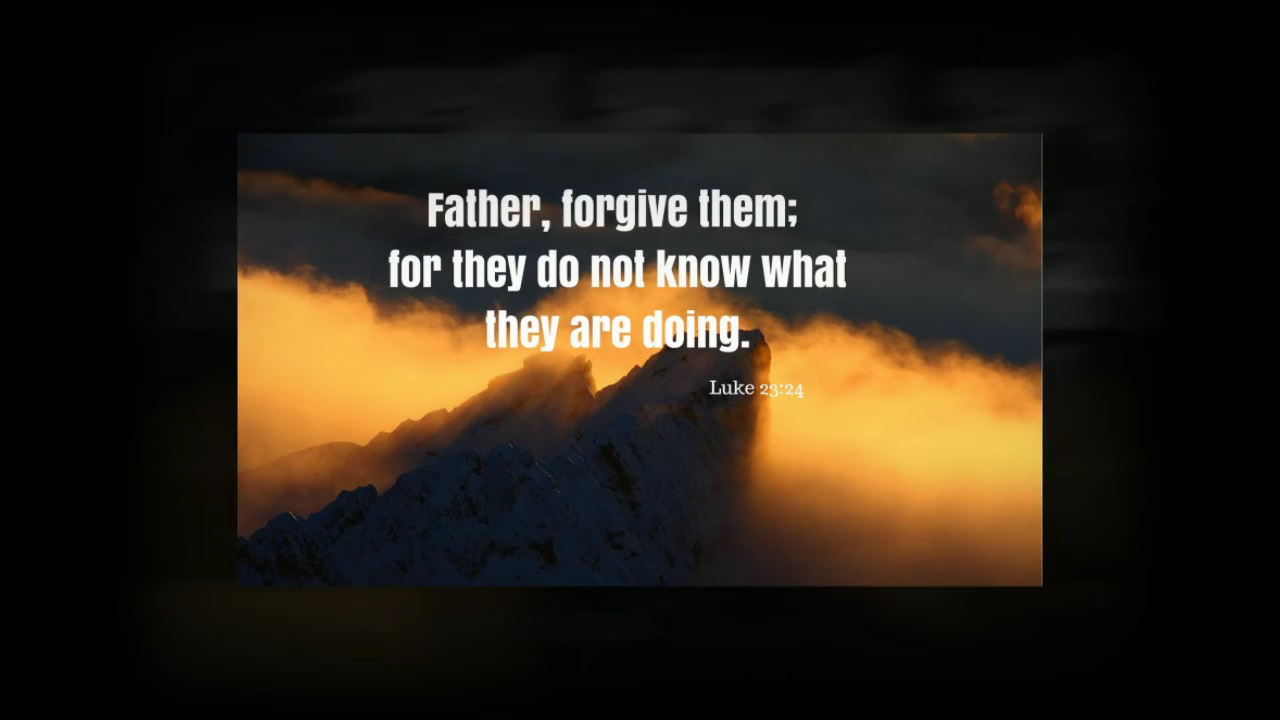 Father, forgive them;
for they do not know what
they are doing.
Luke 23:24